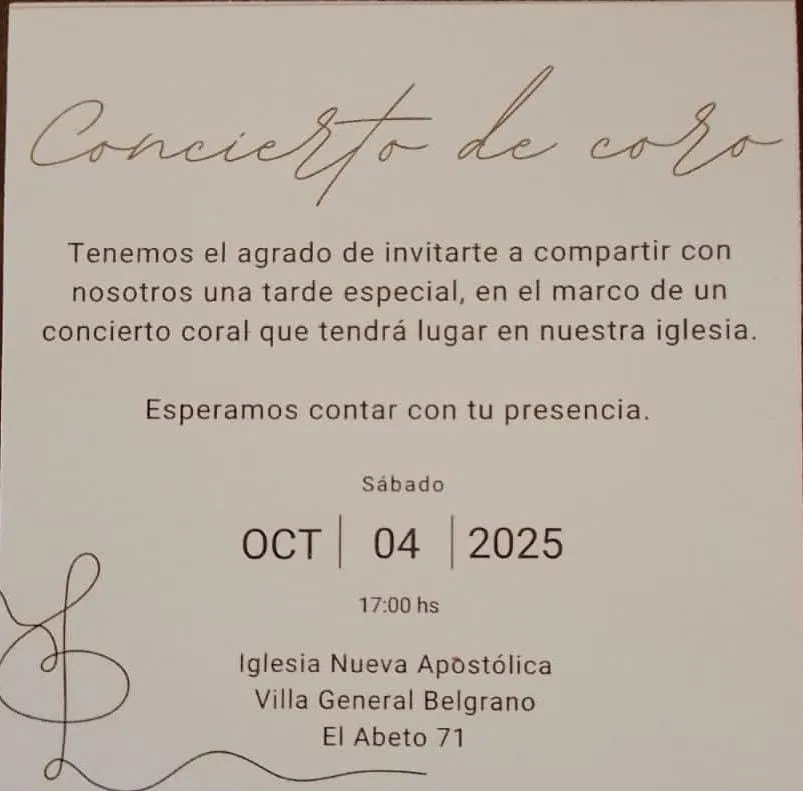 Concierto de coro
Tenemos el agrado de invitarte a compartir con
nosotros una tarde especial, en el marco de un
concierto coral que tendrá lugar en nuestra iglesia.
Esperamos contar con tu presencia.
Sábado
OCT | 04 | 2025
17:00 hs
Iglesia Nueva Apostólica
Villa General Belgrano
El Abeto 71